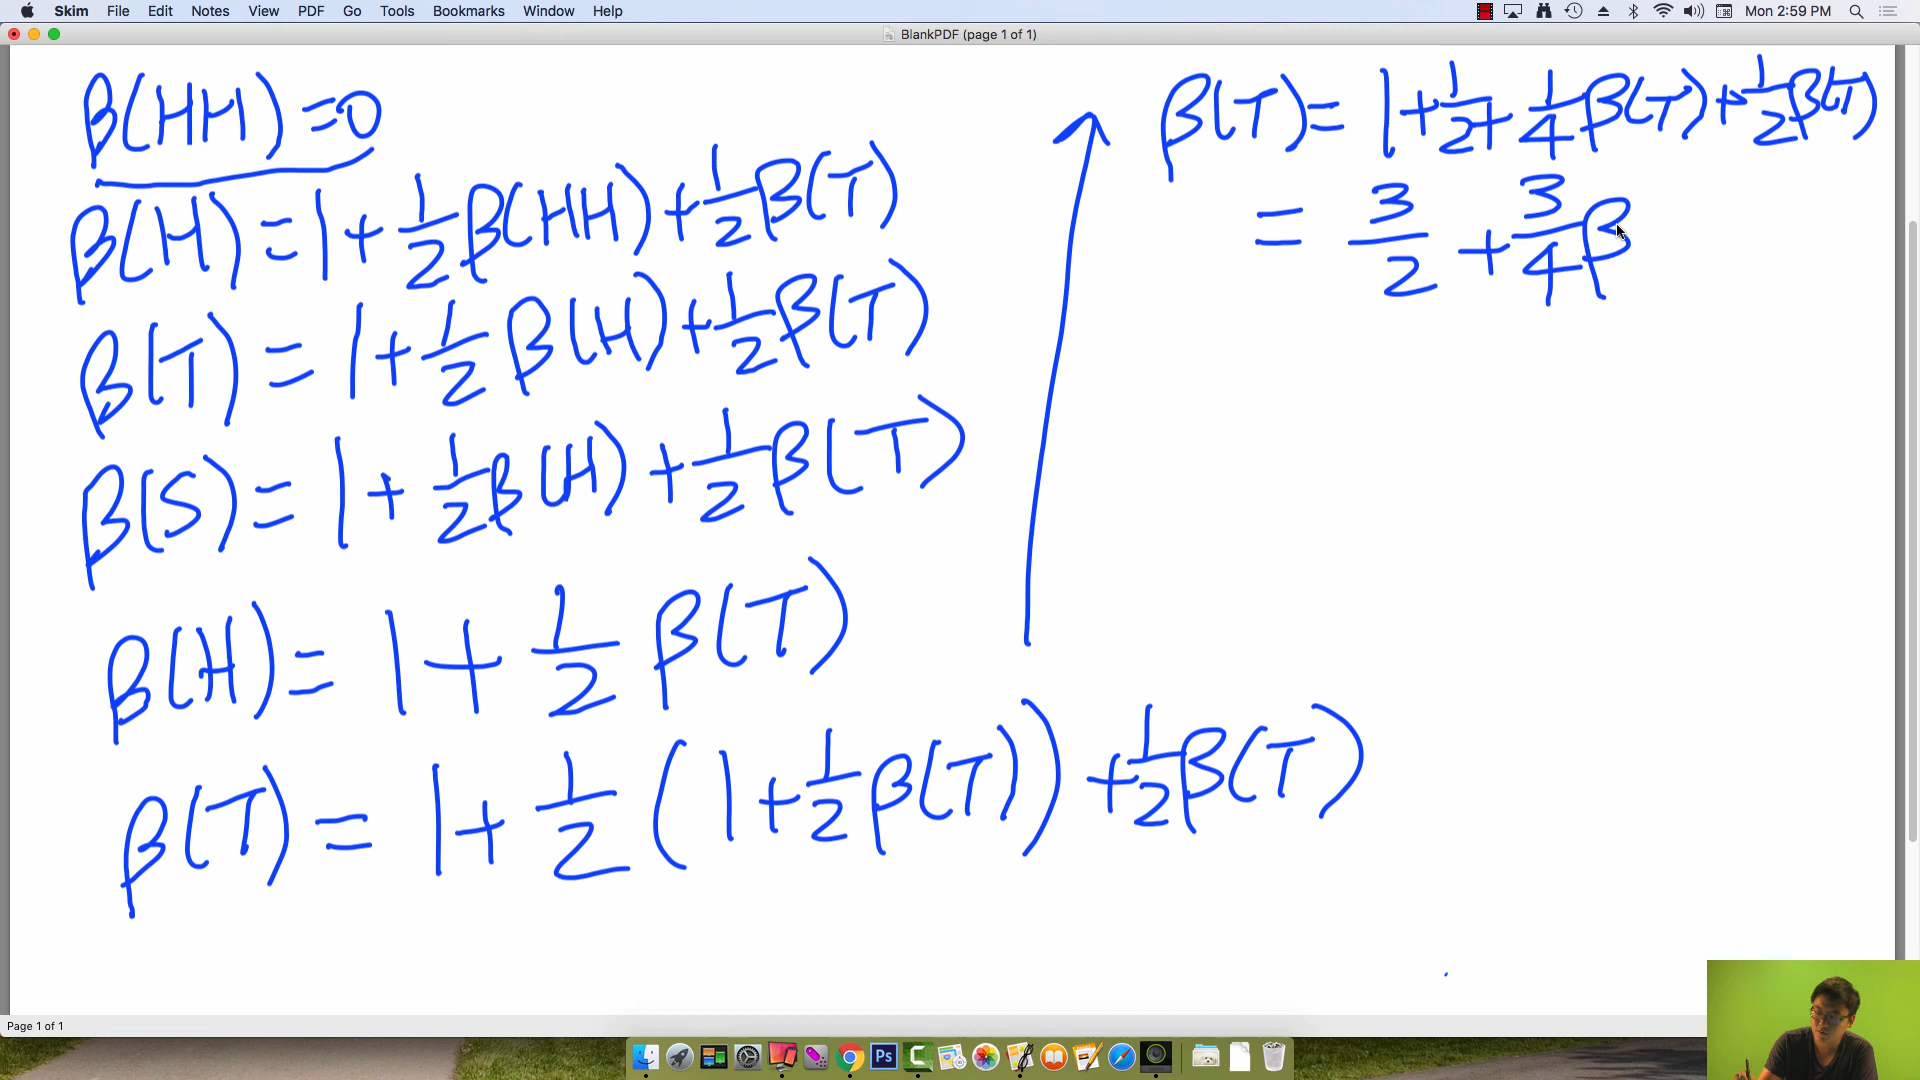 Skim File Edit Notes View PDF Go Tools Bookmarks Window Help Mon 2:59 PM
BlankPDF (page 1 of 1)
β(HH) = 0
β(H) = 1 + 1/2 β(HH) + 1/2 β(T)
β(T) = 1 + 1/2 β(H) + 1/2 β(T)
β(S) = 1 + 1/2 β(H) + 1/2 β(T)
β(H) = 1 + 1/2 β(T)
β(T) = 1 + 1/2 (1 + 1/2 β(T)) + 1/2 β(T)
β(T) = 1 + 1/2 + 1/4 β(T) + 1/2 β(T)
= 3/2 + 3/4 β
Page 1 of 1
Ps